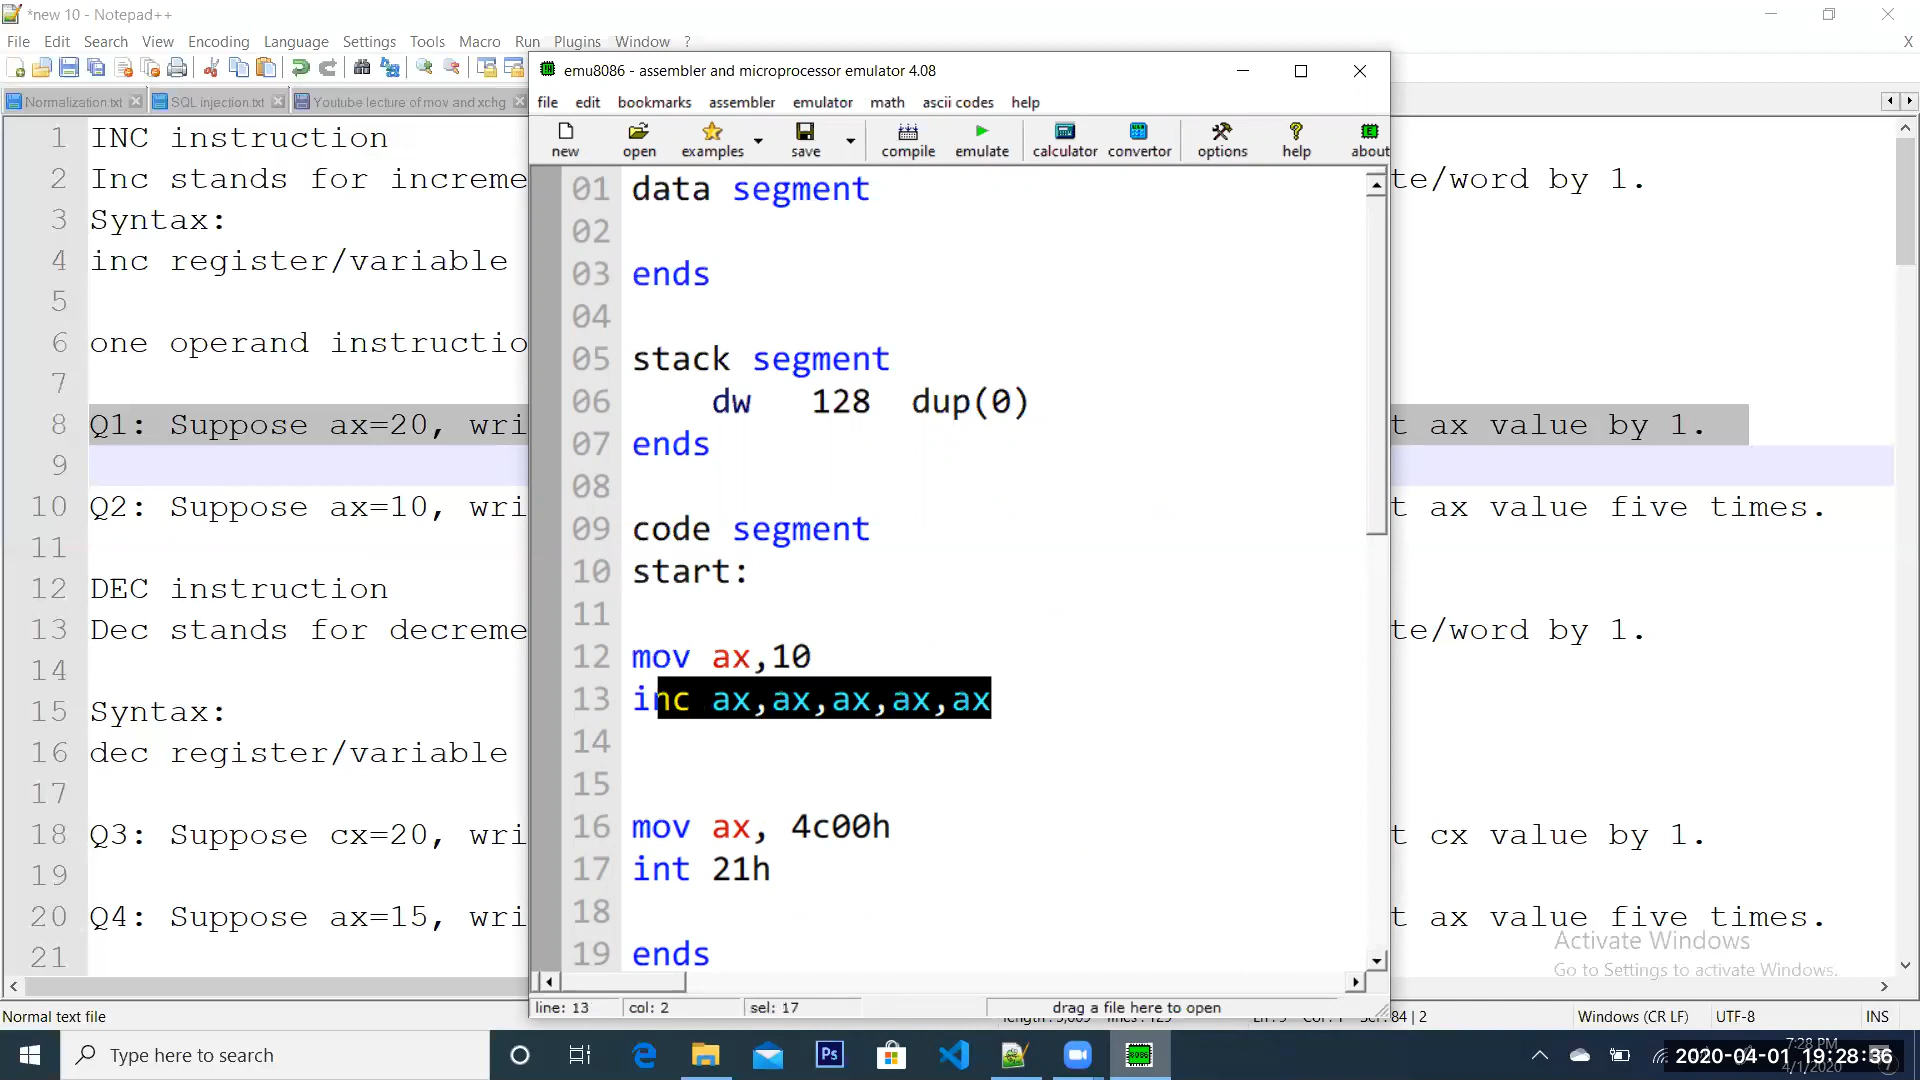 *new 10 - Notepad++
File Edit Search View Encoding Language Settings Tools Macro Run Plugins Window ? X
Normalization.txt SQL injection.txt Youtube lecture of mov and xchg
1 INC instruction
2 Inc stands for increme te/word by 1.
3 Syntax:
4 inc register/variable
5
6 one operand instructio
7
8 Q1: Suppose ax=20, wri t ax value by 1.
9
10 Q2: Suppose ax=10, wri t ax value five times.
11
12 DEC instruction
13 Dec stands for decreme te/word by 1.
14
15 Syntax:
16 dec register/variable
17
18 Q3: Suppose cx=20, wri t cx value by 1.
19
20 Q4: Suppose ax=15, wri t ax value five times.
21
emu8086 - assembler and microprocessor emulator 4.08
file edit bookmarks assembler emulator math ascii codes help
new open examples save compile emulate calculator convertor options help about
01 data segment
02
03 ends
04
05 stack segment
06 dw 128 dup(0)
07 ends
08
09 code segment
10 start:
11
12 mov ax,10
13 inc ax,ax,ax,ax,ax
14
15
16 mov ax, 4c00h
17 int 21h
18
19 ends
line: 13 col: 2 sel: 17 drag a file here to open
Activate Windows
Go to Settings to activate Windows.
Normal text file 84 | 2 Windows (CR LF) UTF-8 INS
Type here to search
Ps
8086
7:28 PM
4/1/2020
2020-04-01 19:28:36